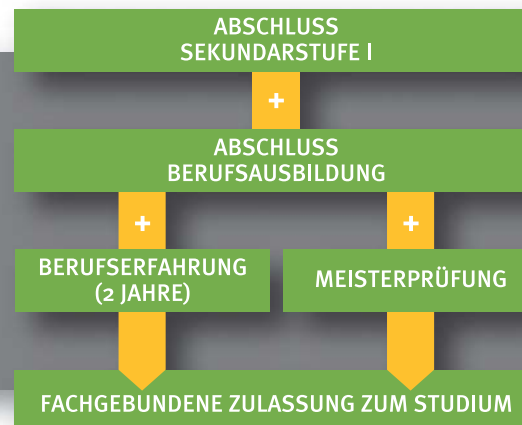 ABSCHLUSS
SEKUNDARSTUFE I
+
ABSCHLUSS
BERUFSAUSBILDUNG
+
+
BERUFSERFAHRUNG
(2 JAHRE)
MEISTERPRÜFUNG
FACHGEBUNDENE ZULASSUNG ZUM STUDIUM